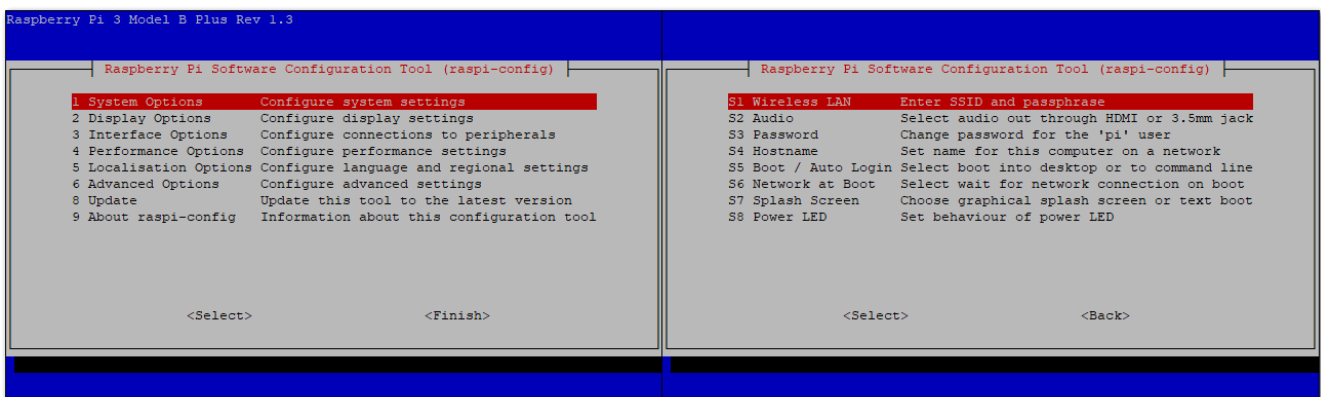 Raspberry Pi 3 Model B Plus Rev 1.3
Raspberry Pi Software Configuration Tool (raspi-config)
1 System Options Configure system settings
2 Display Options Configure display settings
3 Interface Options Configure connections to peripherals
4 Performance Options Configure performance settings
5 Localisation Options Configure language and regional settings
6 Advanced Options Configure advanced settings
8 Update Update this tool to the latest version
9 About raspi-config Information about this configuration tool
<Select> <Finish>
Raspberry Pi Software Configuration Tool (raspi-config)
S1 Wireless LAN Enter SSID and passphrase
S2 Audio Select audio out through HDMI or 3.5mm jack
S3 Password Change password for the 'pi' user
S4 Hostname Set name for this computer on a network
S5 Boot / Auto Login Select boot into desktop or to command line
S6 Network at Boot Select wait for network connection on boot
S7 Splash Screen Choose graphical splash screen or text boot
S8 Power LED Set behaviour of power LED
<Select> <Back>